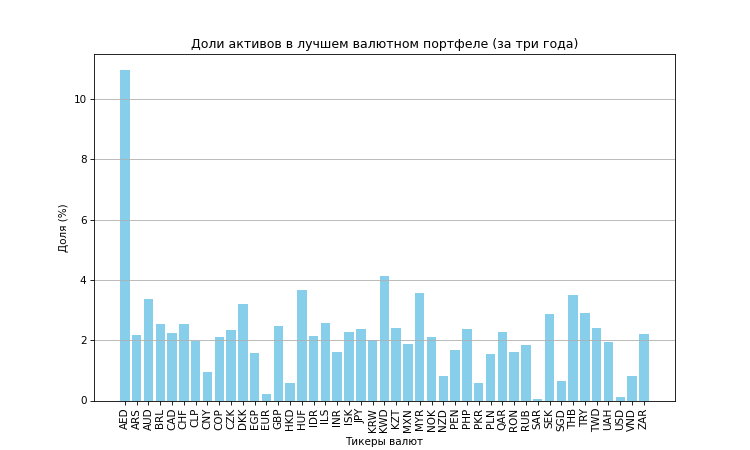 Доли активов в лучшем валютном портфеле (за три года)
Доля (%)
10
8
6
4
2
0
AED ARS AUD BRL CAD CHF CLP CNY COP CZK DKK EGP EUR GBP HKD HUF IDR ILS INR ISK JPY KRW KWD KZT MXN MYR NOK NZD PEN PHP PKR PLN QAR RON RUB SAR SEK SGD THB TRY TWD UAH USD VND ZAR
Тикеры валют